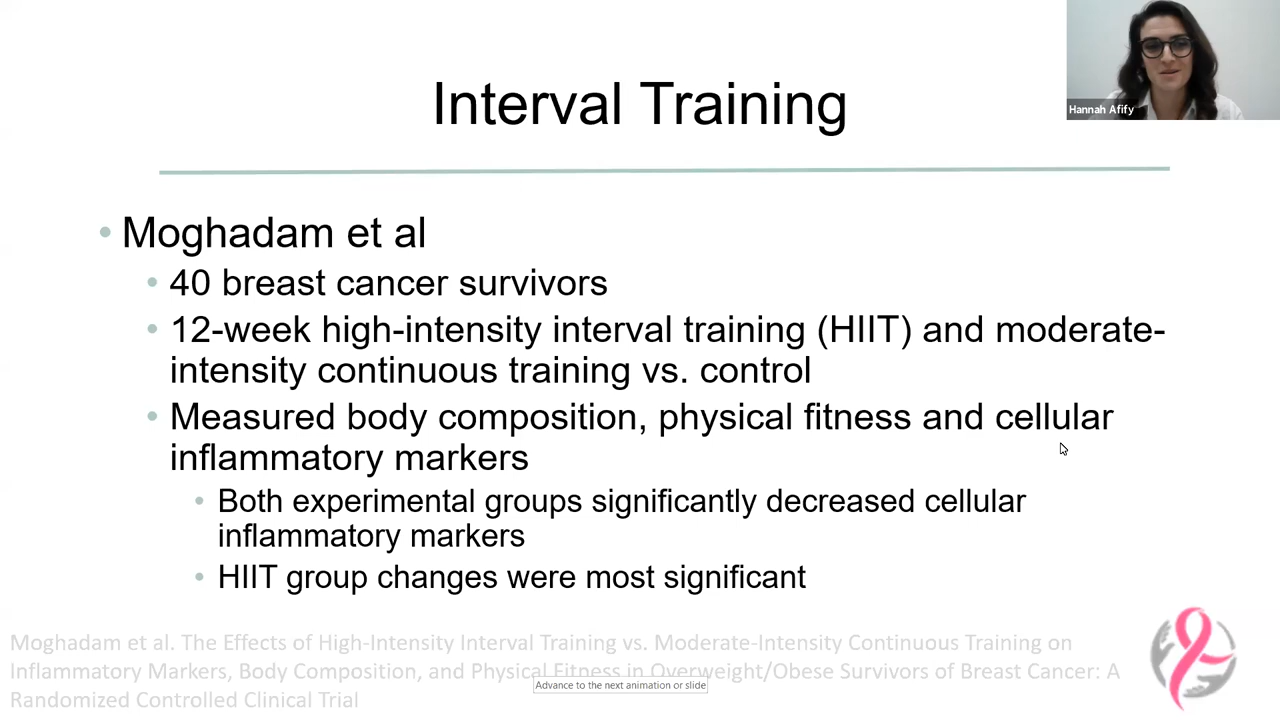 Interval Training
Hannah Afify
• Moghadam et al
• 40 breast cancer survivors
• 12-week high-intensity interval training (HIIT) and moderate-
intensity continuous training vs. control
• Measured body composition, physical fitness and cellular
inflammatory markers
• Both experimental groups significantly decreased cellular
inflammatory markers
• HIIT group changes were most significant
Moghadam et al. The Effects of High-Intensity Interval Training vs. Moderate-Intensity Continuous Training on
Inflammatory Markers, Body Composition, and Physical Fitness in Overweight/Obese Survivors of Breast Cancer: A
Randomized Controlled Clinical Trial
Advance to the next animation or slide